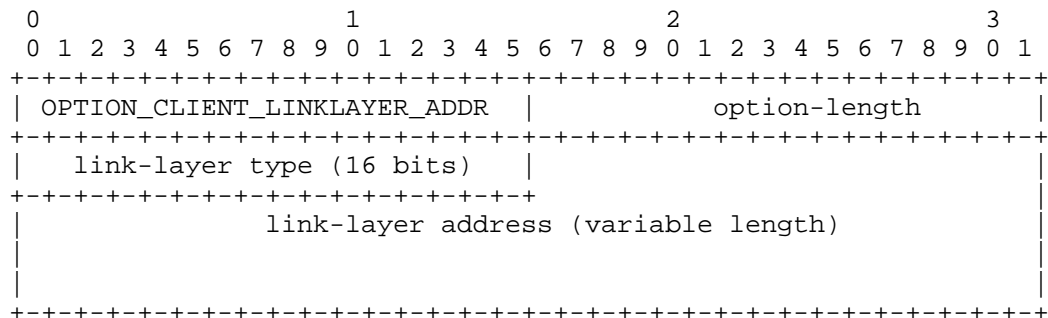 0                   1                   2                   3
 0 1 2 3 4 5 6 7 8 9 0 1 2 3 4 5 6 7 8 9 0 1 2 3 4 5 6 7 8 9 0 1
+-+-+-+-+-+-+-+-+-+-+-+-+-+-+-+-+-+-+-+-+-+-+-+-+-+-+-+-+-+-+-+-+
| OPTION_CLIENT_LINKLAYER_ADDR  |           option-length       |
+-+-+-+-+-+-+-+-+-+-+-+-+-+-+-+-+-+-+-+-+-+-+-+-+-+-+-+-+-+-+-+-+
|   link-layer type (16 bits)   |                               |
+-+-+-+-+-+-+-+-+-+-+-+-+-+-+-+-+                               |
|               link-layer address (variable length)            |
|                                                               |
|                                                               |
+-+-+-+-+-+-+-+-+-+-+-+-+-+-+-+-+-+-+-+-+-+-+-+-+-+-+-+-+-+-+-+-+